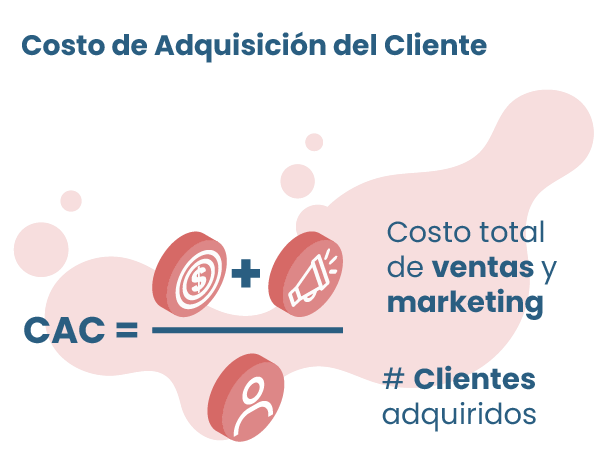 Costo de Adquisición del Cliente
$
+
Costo total
de ventas y
marketing
CAC =
# Clientes
adquiridos